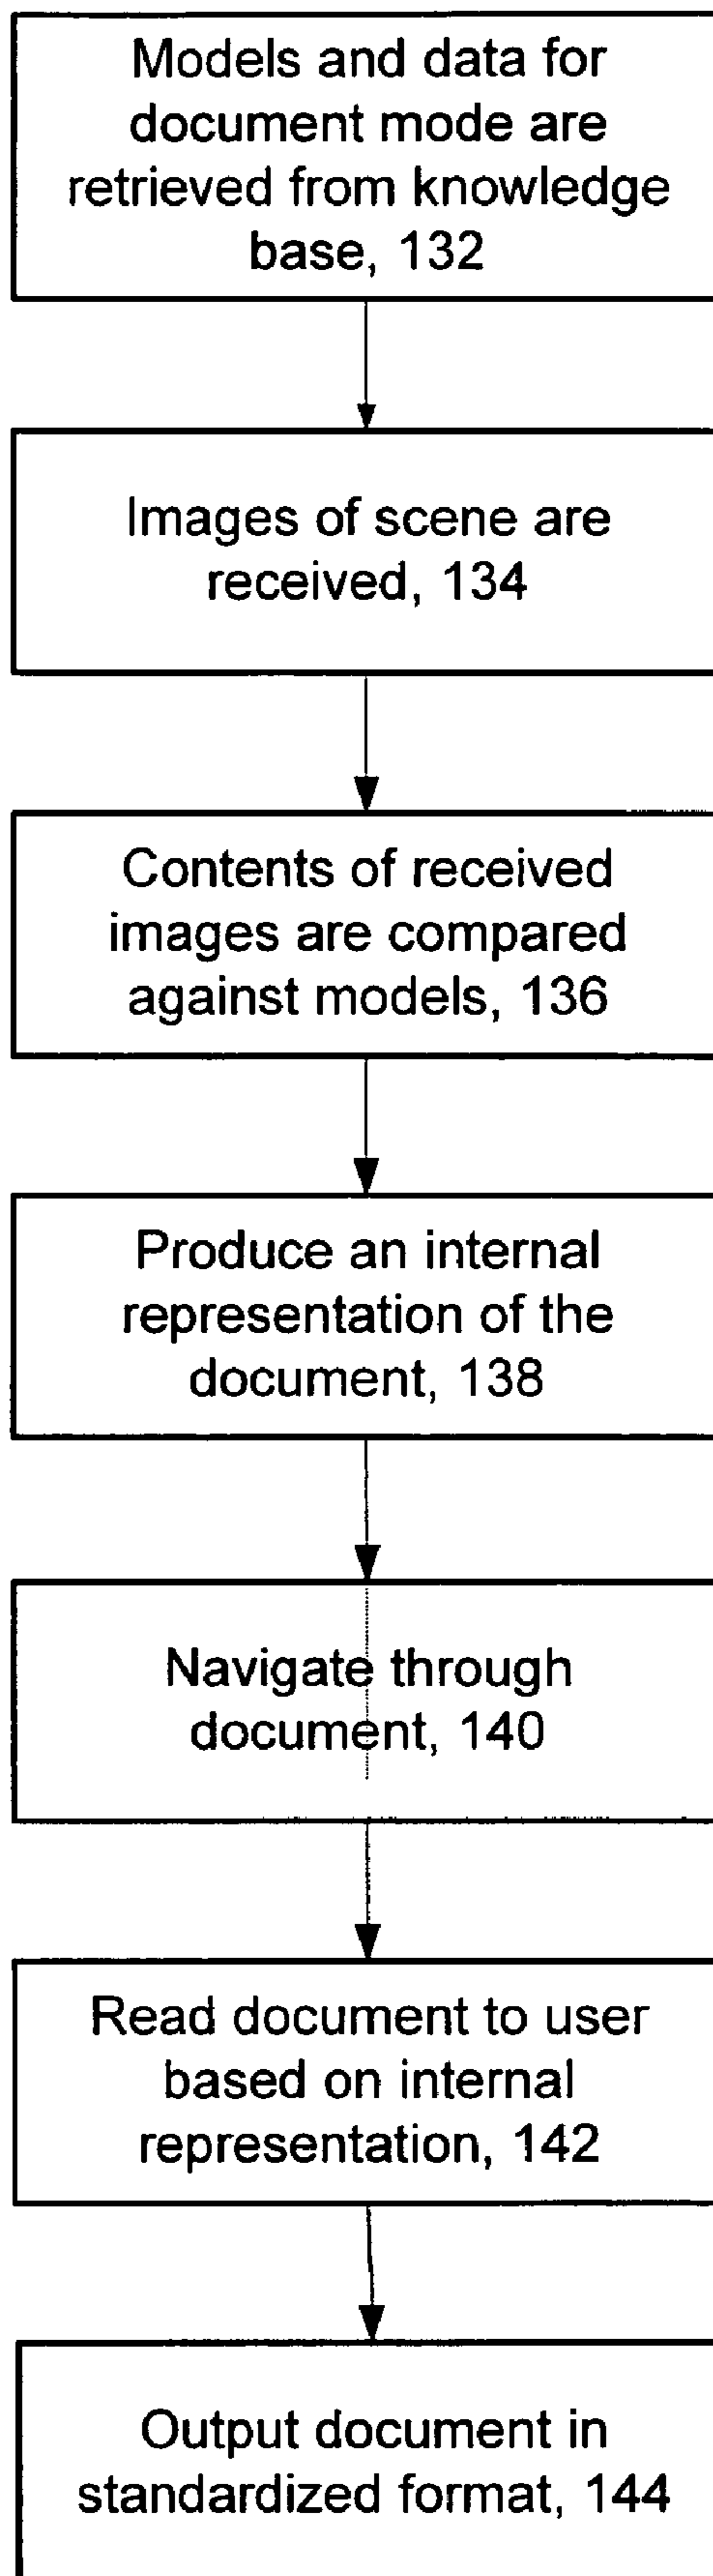 Models and data for
document mode are
retrieved from knowledge
base, 132
Images of scene are
received, 134
Contents of received
images are compared
against models, 136
Produce an internal
representation of the
document, 138
Navigate through
document, 140
Read document to user
based on internal
representation, 142
Output document in
standardized format, 144